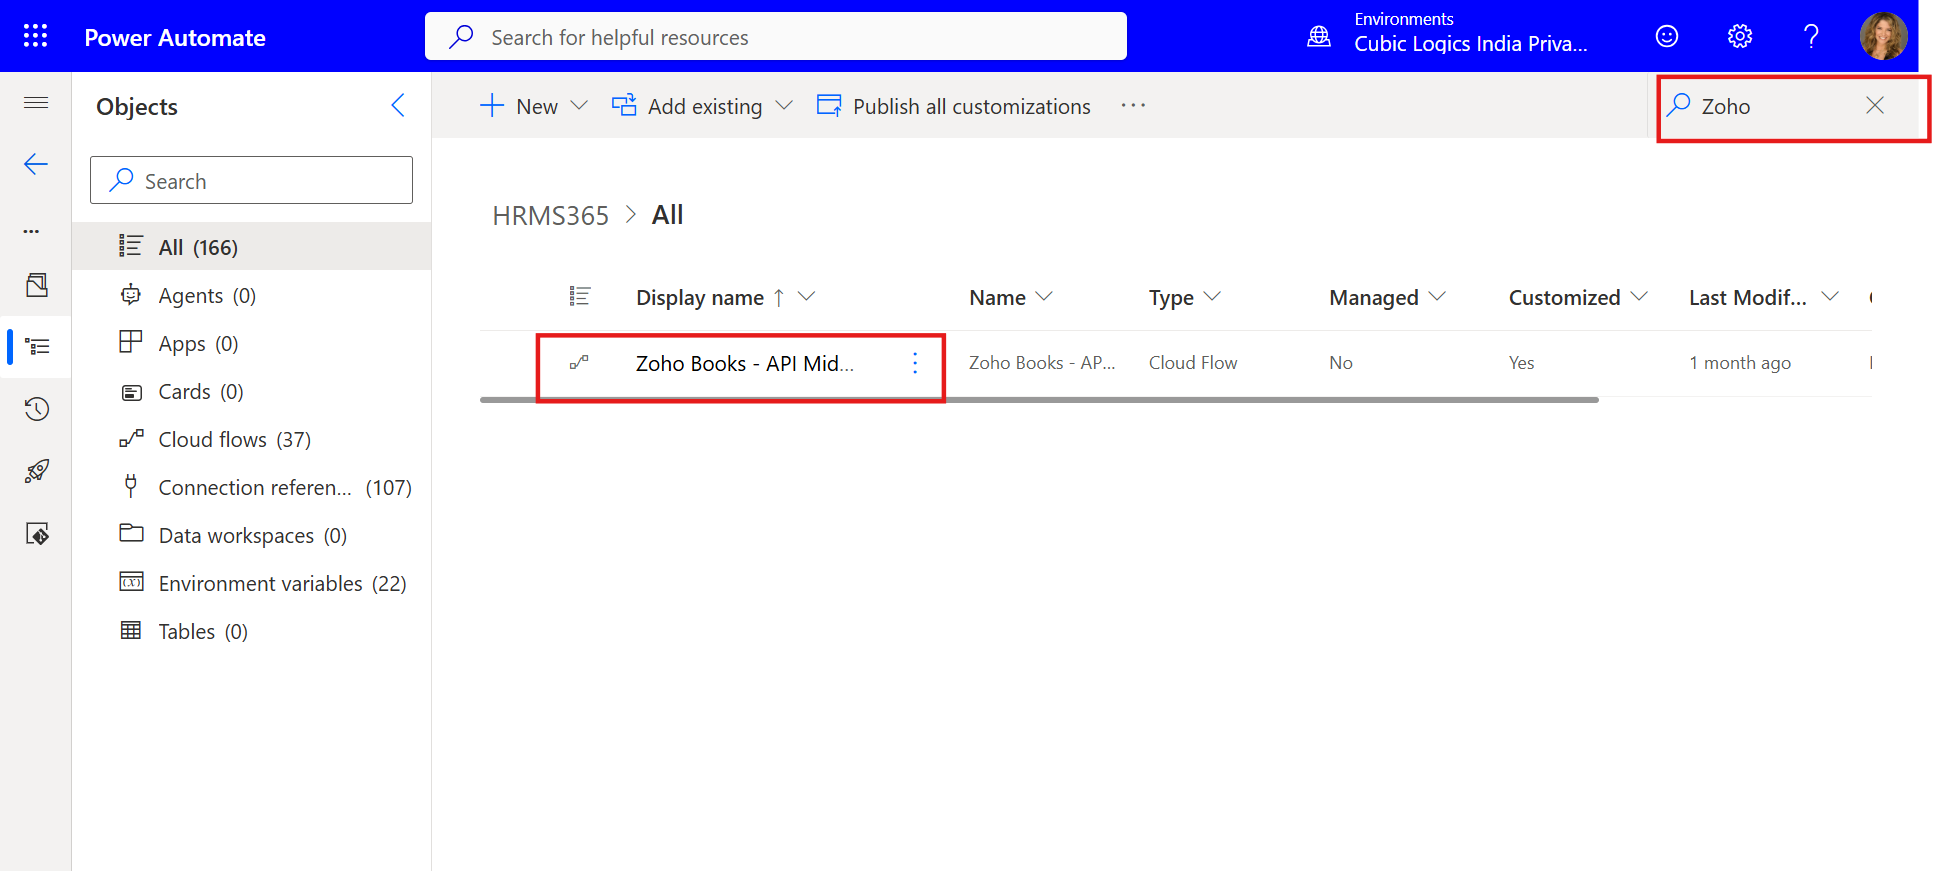 Power Automate
Search for helpful resources
Environments
Cubic Logics India Priva...
Objects
New
Add existing
Publish all customizations
Zoho
Search
All (166)
Agents (0)
Apps (0)
Cards (0)
Cloud flows (37)
Connection referen... (107)
Data workspaces (0)
Environment variables (22)
Tables (0)
HRMS365 > All
Display name Name Type Managed Customized Last Modif...
Zoho Books - API Mid... Zoho Books - AP... Cloud Flow No Yes 1 month ago